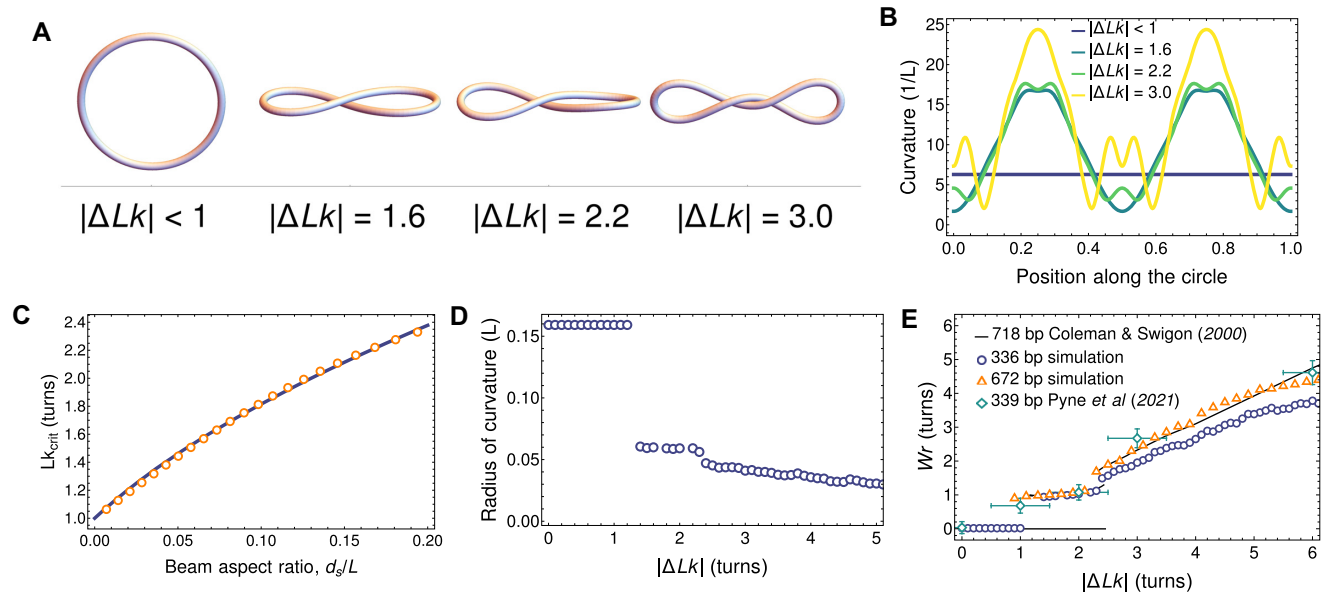 A
|ΔLk| < 1
|ΔLk| = 1.6
|ΔLk| = 2.2
|ΔLk| = 3.0
B
25
20
15
10
5
0
Curvature (1/L)
|ΔLk| < 1
|ΔLk| = 1.6
|ΔLk| = 2.2
|ΔLk| = 3.0
0.0 0.2 0.4 0.6 0.8 1.0
Position along the circle
C
2.4
2.2
2.0
1.8
1.6
1.4
1.2
1.0
Lkcrit (turns)
0.00 0.05 0.10 0.15 0.20
Beam aspect ratio, ds/L
D
0.15
0.10
0.05
0.00
Radius of curvature (L)
0 1 2 3 4 5
|ΔLk| (turns)
E
6
5
4
3
2
1
0
Wr (turns)
718 bp Coleman & Swigon (2000)
336 bp simulation
672 bp simulation
339 bp Pyne et al (2021)
0 1 2 3 4 5 6
|ΔLk| (turns)